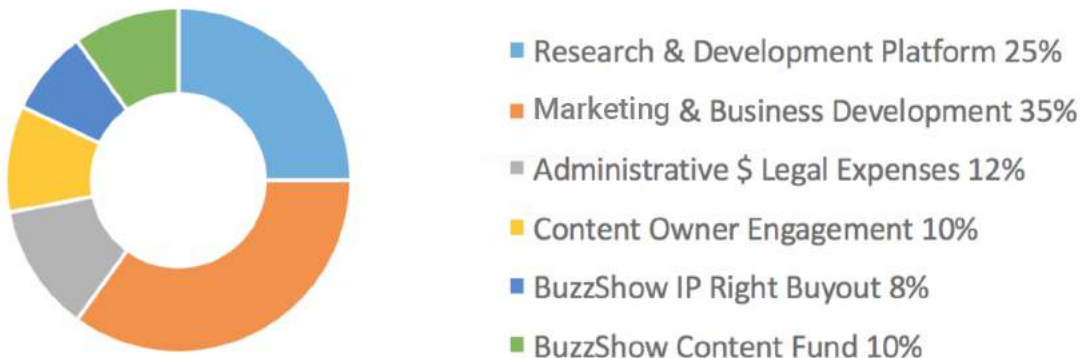 Research & Development Platform 25%
Marketing & Business Development 35%
Administrative $ Legal Expenses 12%
Content Owner Engagement 10%
BuzzShow IP Right Buyout 8%
BuzzShow Content Fund 10%